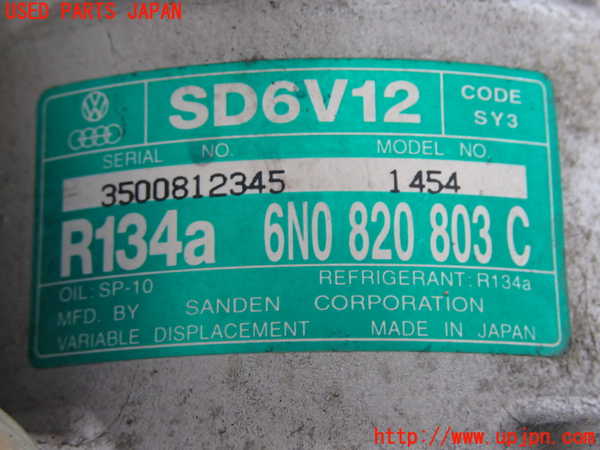 USED PARTS JAPAN
SD6V12
CODE
SY3
SERIAL NO. MODEL NO.
3500812345 1454
R134a 6N0 820 803 C
OIL: SP-10 REFRIGERANT: R134a
MFD. BY SANDEN CORPORATION
VARIABLE DISPLACEMENT MADE IN JAPAN
http://www.upjpn.com